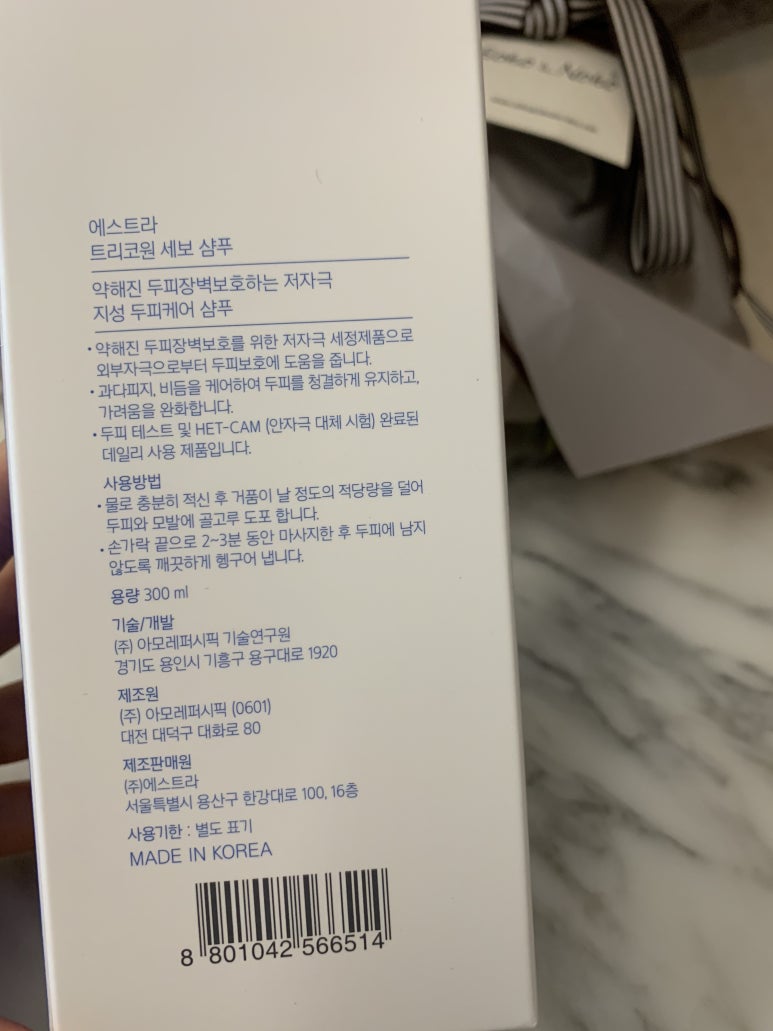 에스트라
트리코원 세보 샴푸
약해진 두피장벽보호하는 저자극
지성 두피케어 샴푸
• 약해진 두피장벽보호를 위한 저자극 세정제품으로
외부자극으로부터 두피보호에 도움을 줍니다.
• 과다피지, 비듬을 케어하여 두피를 청결하게 유지하고,
가려움을 완화합니다.
• 두피 테스트 및 HET-CAM (안자극 대체 시험) 완료된
데일리 사용 제품입니다.
사용방법
• 물로 충분히 적신 후 거품이 날 정도의 적당량을 덜어
두피와 모발에 골고루 도포 합니다.
• 손가락 끝으로 2~3분 동안 마사지한 후 두피에 남지
않도록 깨끗하게 헹구어 냅니다.
용량 300 ml
기술/개발
(주) 아모레퍼시픽 기술연구원
경기도 용인시 기흥구 용구대로 1920
제조원
(주) 아모레퍼시픽 (0601)
대전 대덕구 대화로 80
제조판매원
(주)에스트라
서울특별시 용산구 한강대로 100, 16층
사용기한 : 별도 표기
MADE IN KOREA
8 801042 566514